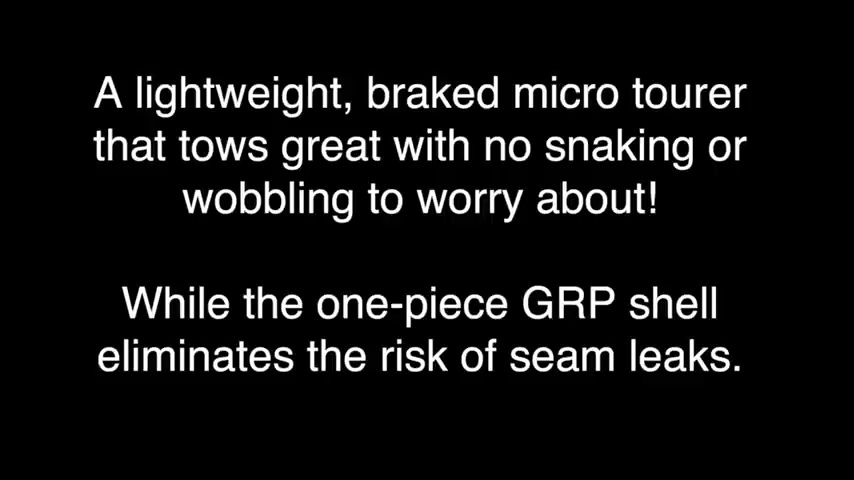 A lightweight, braked micro tourer
that tows great with no snaking or
wobbling to worry about!
While the one-piece GRP shell
eliminates the risk of seam leaks.